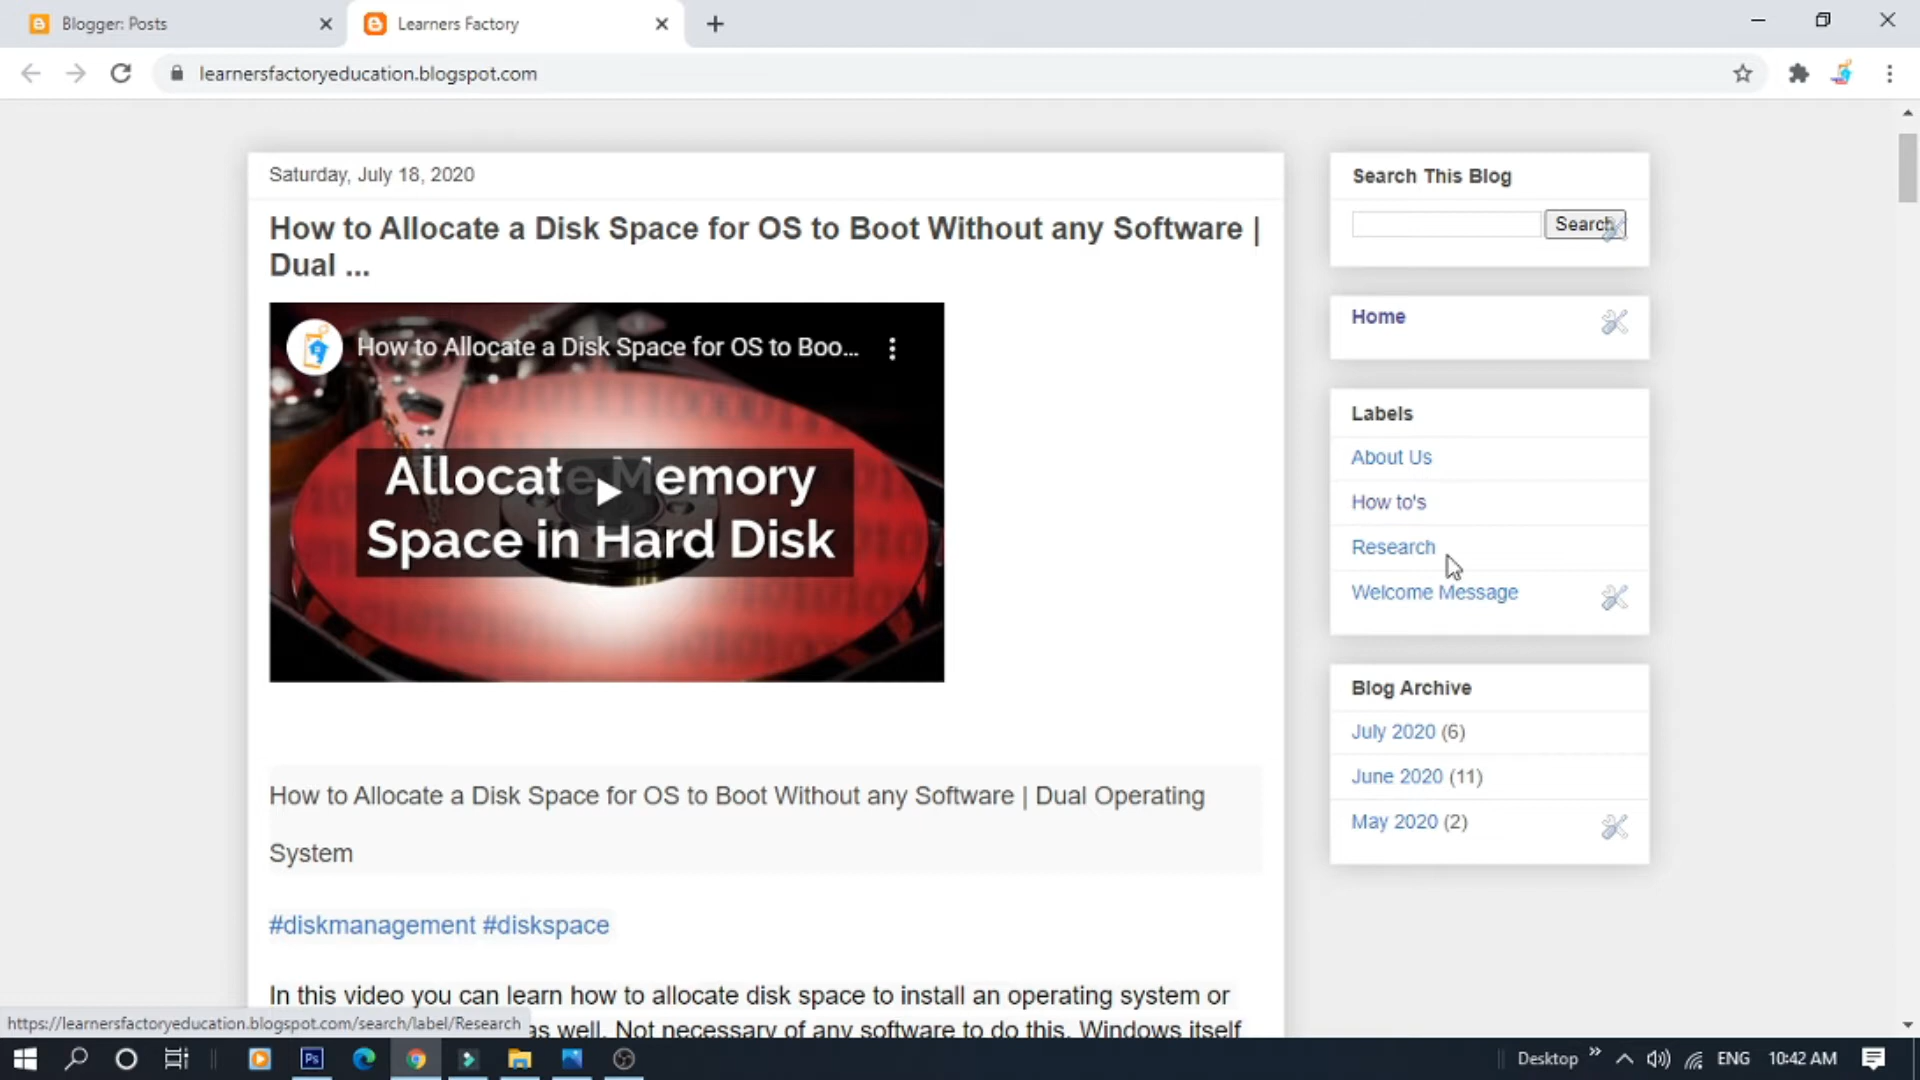 Blogger: Posts
Learners Factory
learnersfactoryeducation.blogspot.com
Saturday, July 18, 2020
How to Allocate a Disk Space for OS to Boot Without any Software |
Dual ...
How to Allocate a Disk Space for OS to Boo...
Allocate Memory
Space in Hard Disk
How to Allocate a Disk Space for OS to Boot Without any Software | Dual Operating
System
#diskmanagement #diskspace
In this video you can learn how to allocate disk space to install an operating system or
as well. Not necessary of any software to do this. Windows itself
Search This Blog
Search
Home
Labels
About Us
How to's
Research
Welcome Message
Blog Archive
July 2020 (6)
June 2020 (11)
May 2020 (2)
https://learnersfactoryeducation.blogspot.com/search/label/Research
Ps
Desktop
ENG
10:42 AM